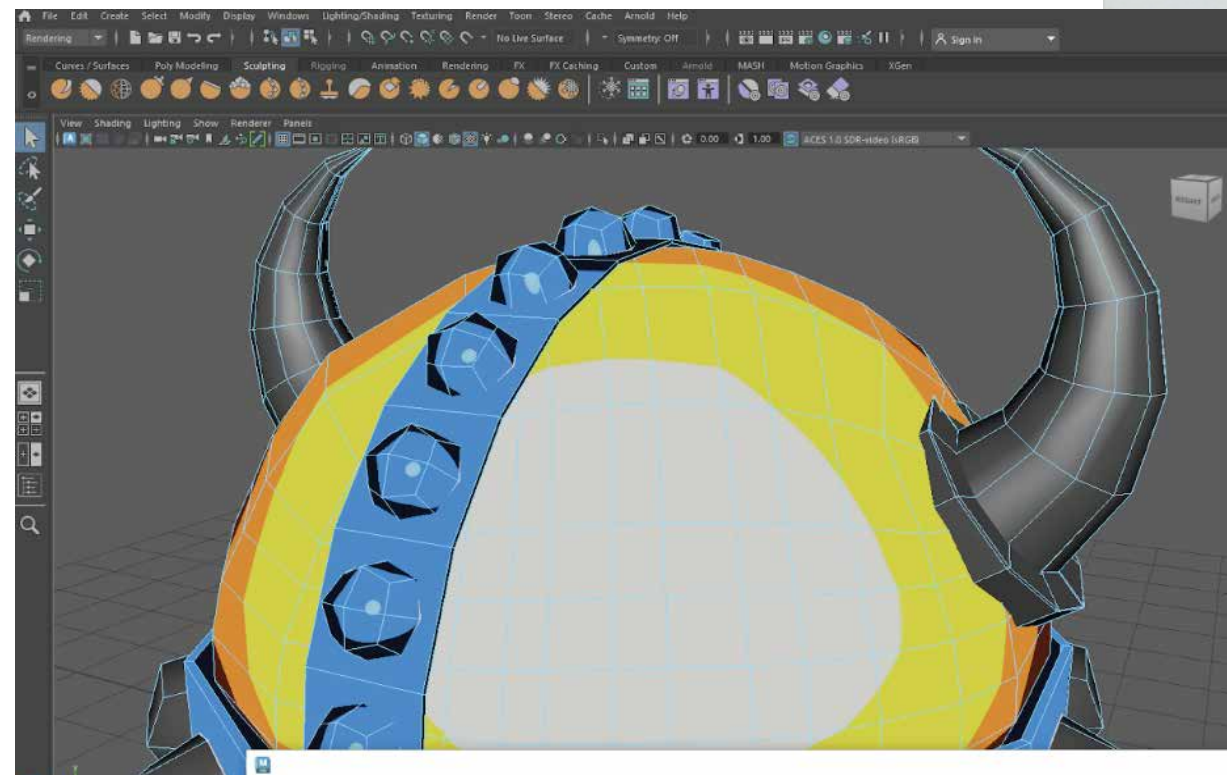 File Edit Create Select Modify Display Windows Lighting/Shading Texturing Render Toon Stereo Cache Arnold Help
Rendering No Live Surface Symmetry: Off Sign In
Curves / Surfaces Poly Modeling Sculpting Rigging Animation Rendering FX FX Caching Custom Arnold MASH Motion Graphics XGen
View Shading Lighting Show Renderer Panels
0.00 1.00 ACES 1.0 SDR-video (sRGB)
RIGHT
M